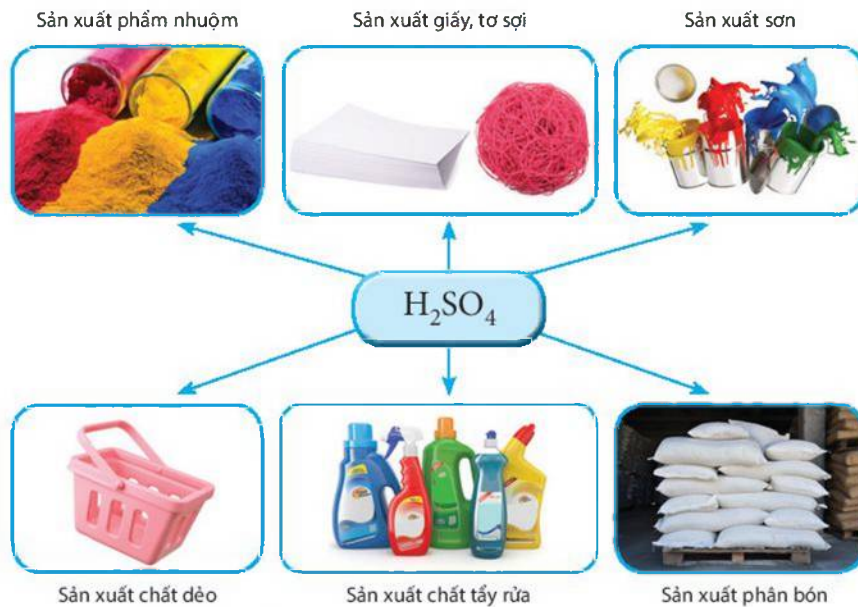 Sản xuất phẩm nhuộm
Sản xuất giấy, tơ sợi
Sản xuất sơn
H₂SO₄
Sản xuất chất dẻo
Sản xuất chất tẩy rửa
Sản xuất phân bón